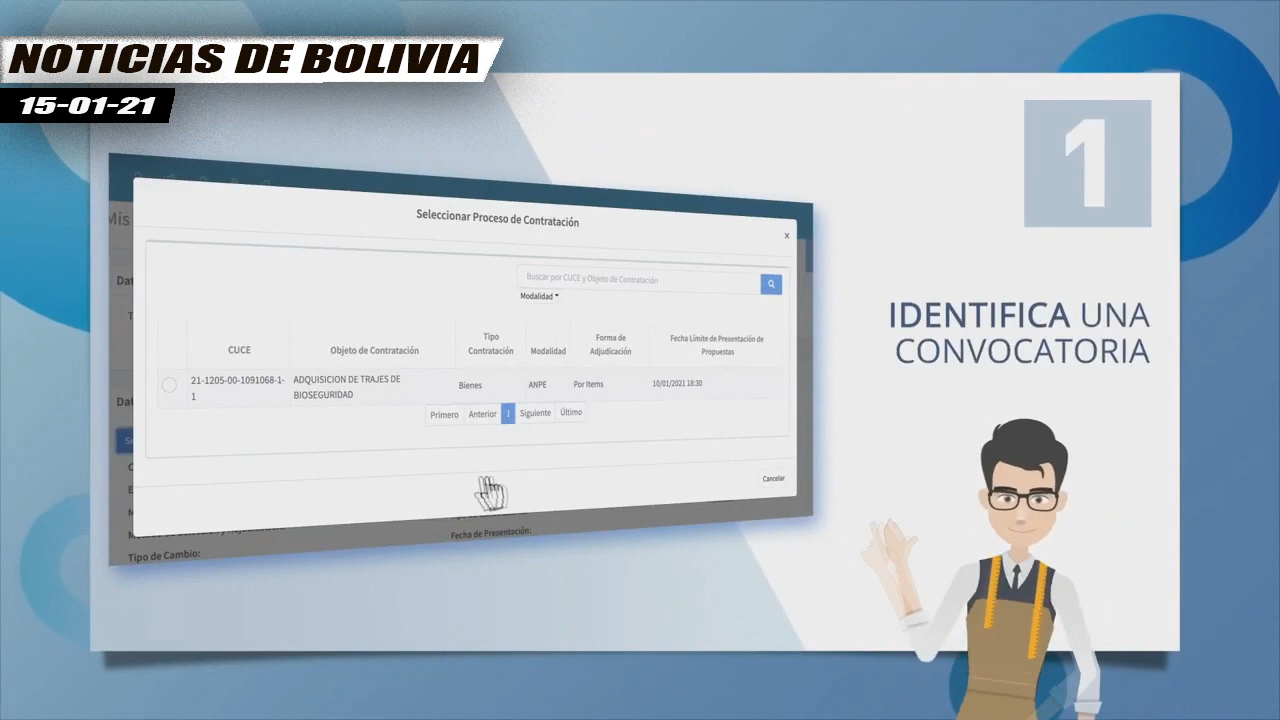 NOTICIAS DE BOLIVIA
15-01-21
1
IDENTIFICA UNA
CONVOCATORIA
Mis
Seleccionar Proceso de Contratación
x
Buscar por CUCE y Objeto de Contratación
Modalidad
CUCE
Objeto de Contratación
Tipo
Contratación
Modalidad
Forma de
Adjudicación
Fecha Límite de Presentación de
Propuestas
21-1205-00-1091068-1-
1
ADQUISICION DE TRAJES DE
BIOSEGURIDAD
Bienes
ANPE
Por Items
10/01/2021 18:30
Primero Anterior 1 Siguiente Último
Cancelar
Fecha de Presentación:
Tipo de Cambio: